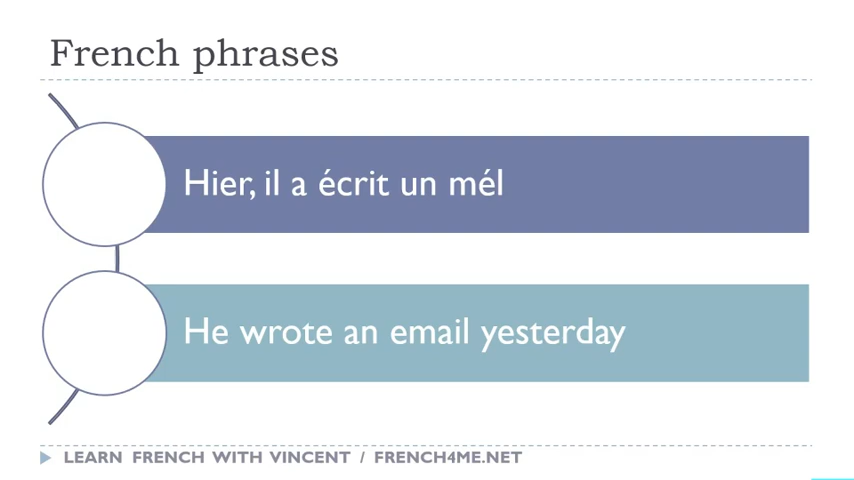 French phrases
Hier, il a écrit un mél
He wrote an email yesterday
LEARN FRENCH WITH VINCENT / FRENCH4ME.NET